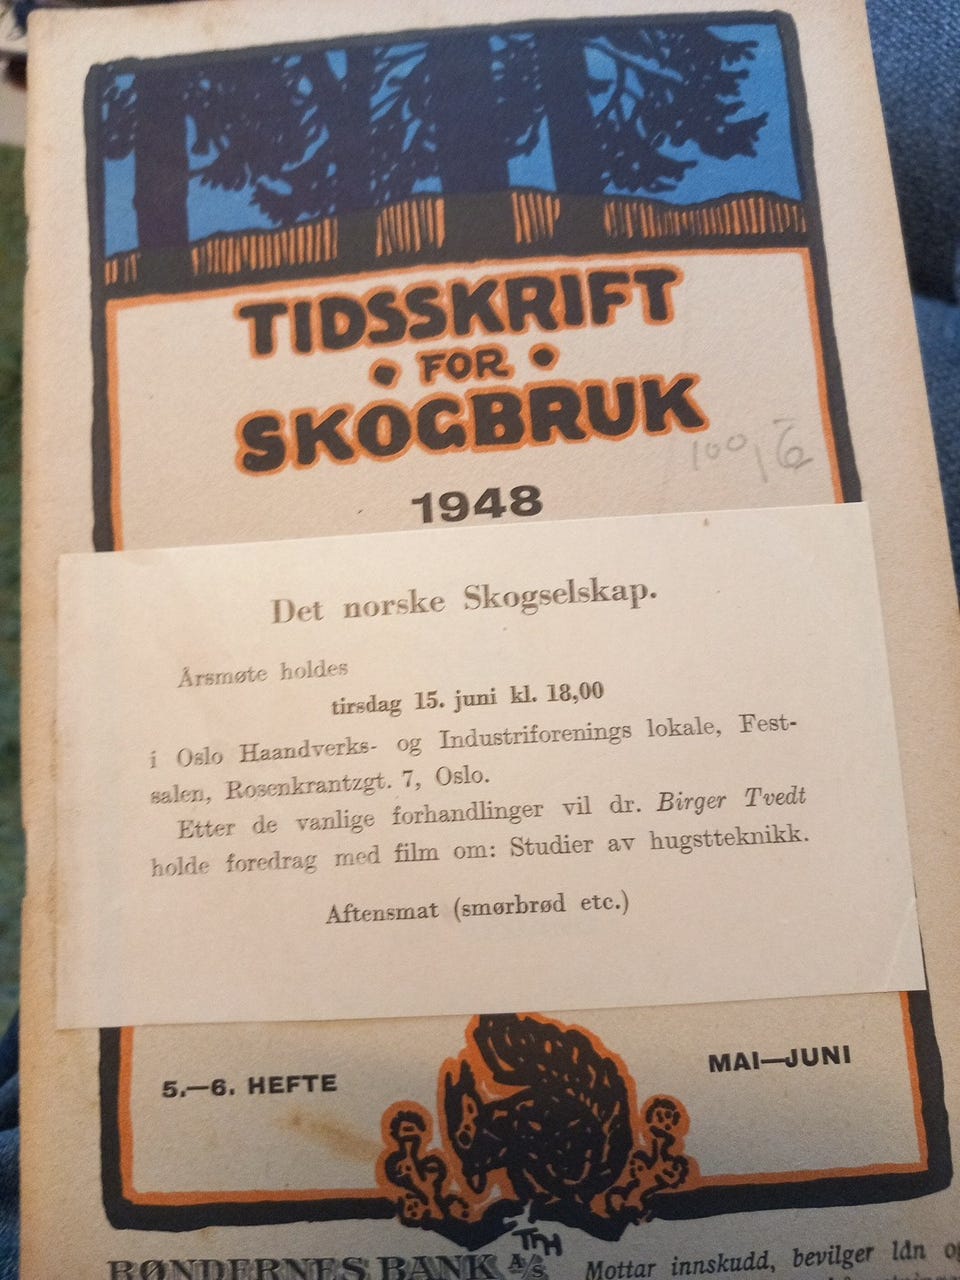 TIDSSKRIFT
• FOR •
SKOGBRUK
100,
1948
Det norske Skogselskap.
Årsmøte holdes
tirsdag 15. juni kl. 18,00
i Oslo Haandverks- og Industriforenings lokale, Fest-
salen, Rosenkrantzgt. 7, Oslo.
Etter de vanlige forhandlinger vil dr. Birger Tvedt
holde foredrag med film om: Studier av hugstteknikk.
Aftensmat (smørbrød etc.)
5.—6. HEFTE
MAI—JUNI
TH
BØNDERNES BANK A/S Mottar innskudd, bevilger lån